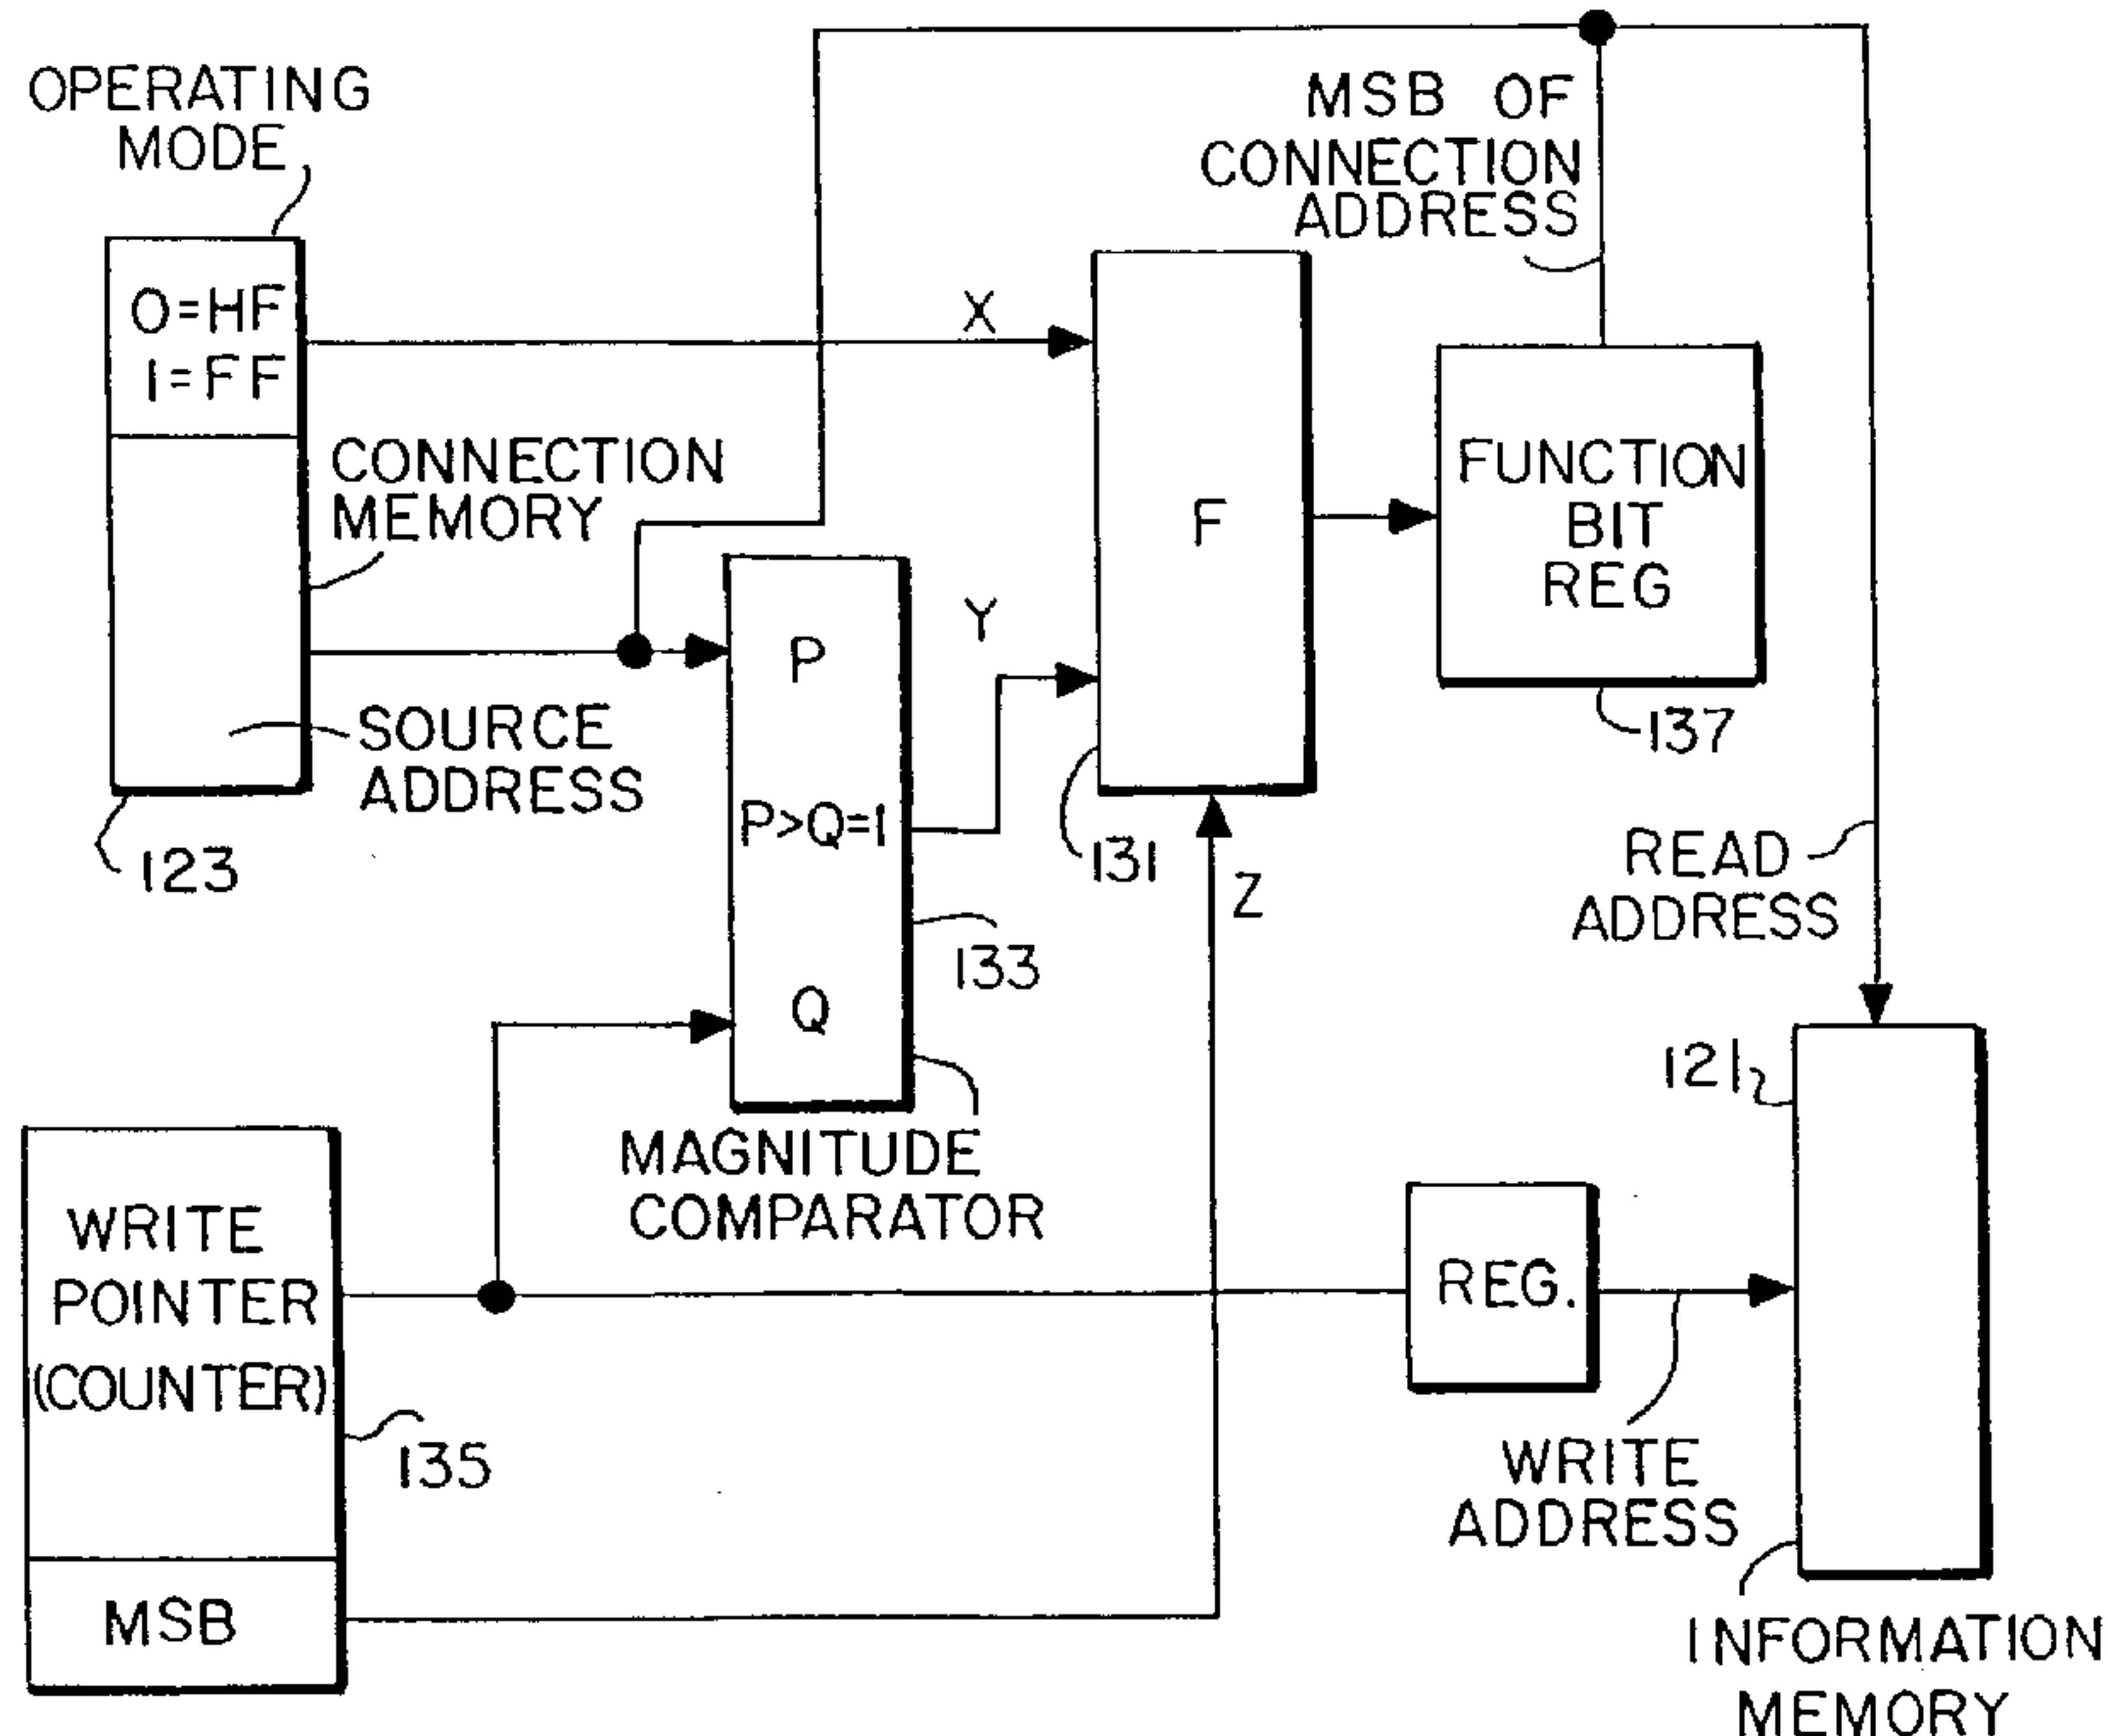 OPERATING
MODE
0=HF
1=FF
CONNECTION
MEMORY
SOURCE
ADDRESS
123
X
Y
Z
P
P>Q=1
Q
133
MAGNITUDE
COMPARATOR
F
131
MSB OF
CONNECTION
ADDRESS
FUNCTION
BIT
REG
137
READ
ADDRESS
121
WRITE
POINTER
(COUNTER)
135
MSB
REG.
WRITE
ADDRESS
INFORMATION
MEMORY